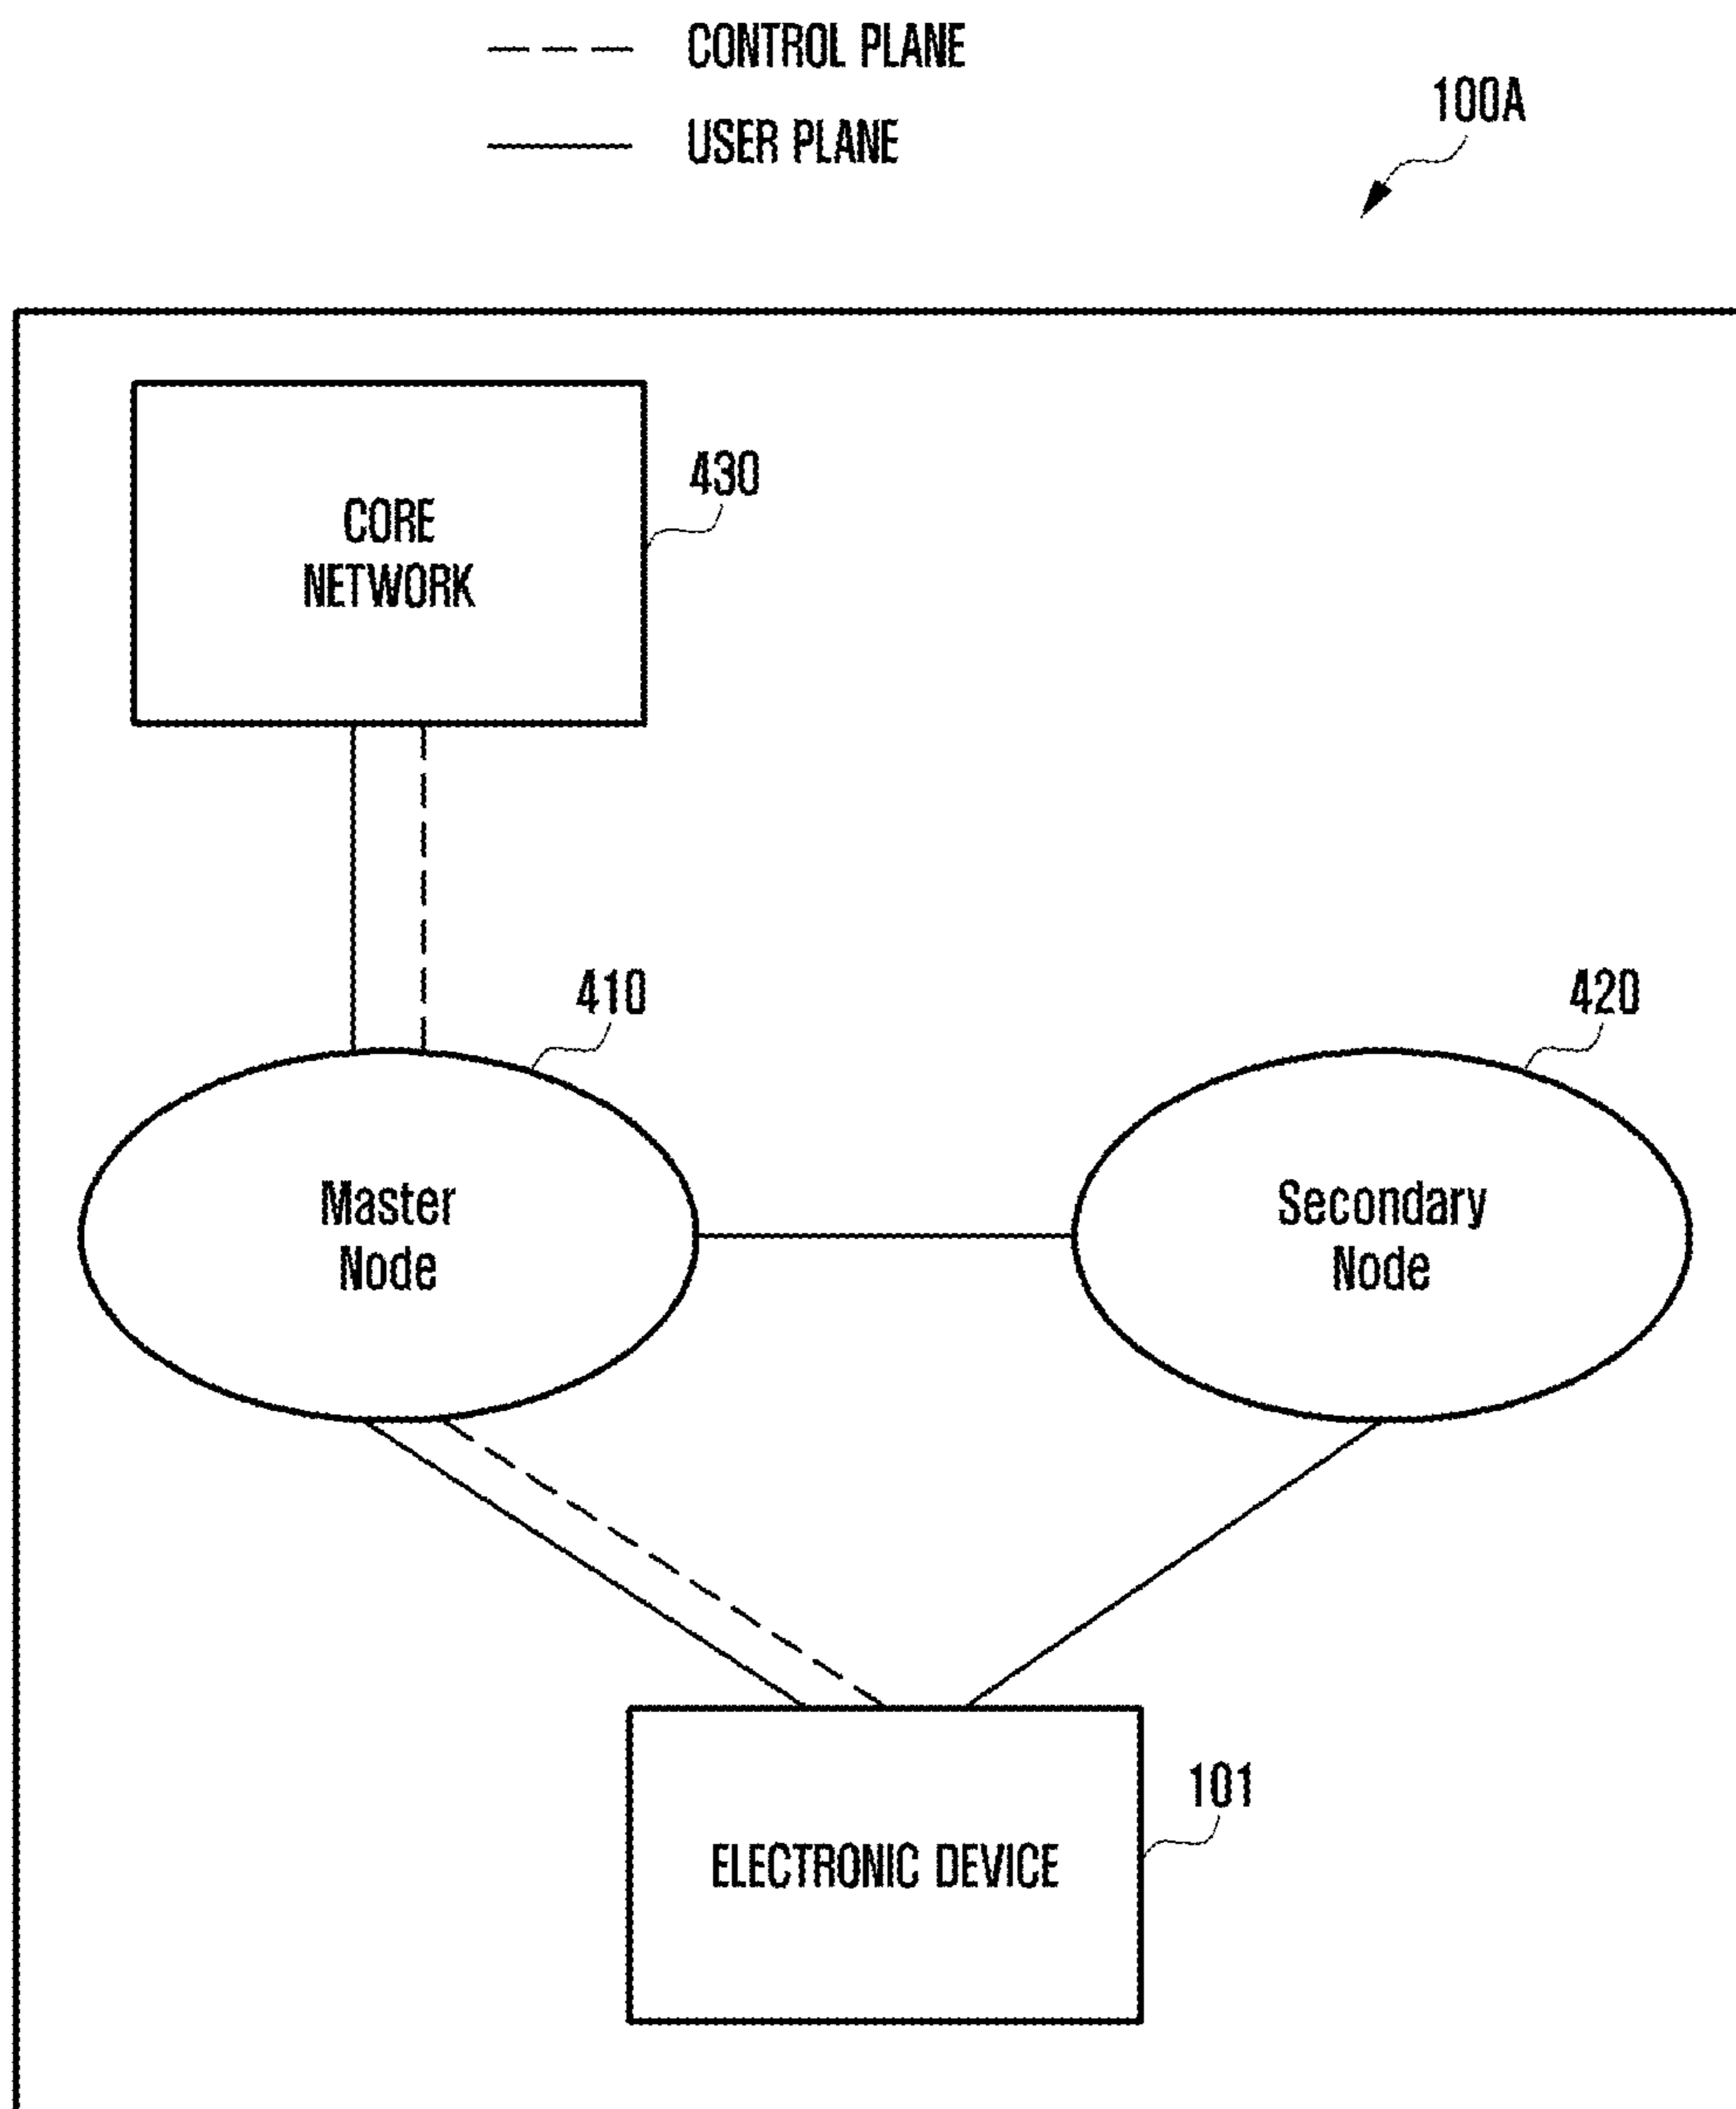 CONTROL PLANE
USER PLANE
100A
CORE
NETWORK
430
410
420
Master
Node
Secondary
Node
101
ELECTRONIC DEVICE